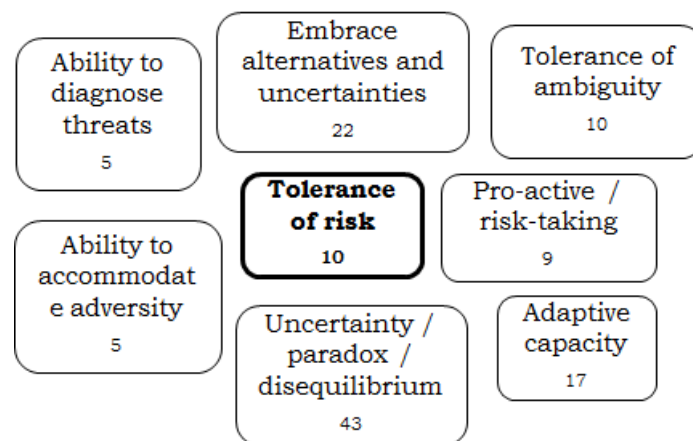 Ability to
diagnose
threats
5
Embrace
alternatives and
uncertainties
22
Tolerance of
ambiguity
10
Tolerance
of risk
10
Pro-active /
risk-taking
9
Ability to
accommodat
e adversity
5
Uncertainty /
paradox /
disequilibrium
43
Adaptive
capacity
17